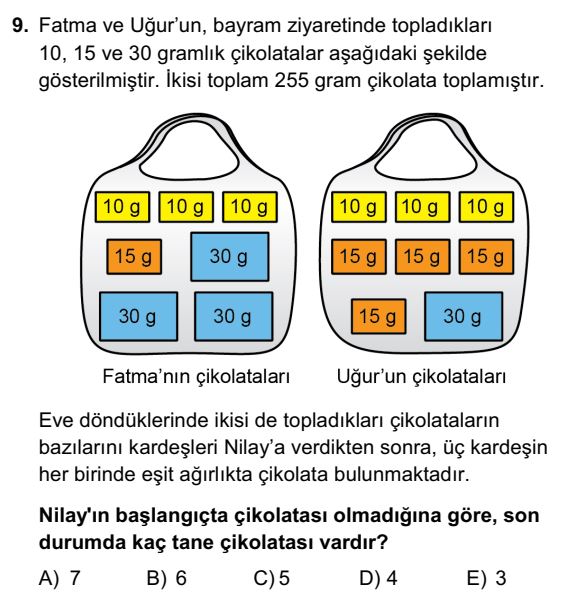 9. Fatma ve Uğur’un, bayram ziyaretinde topladıkları
10, 15 ve 30 gramlık çikolatalar aşağıdaki şekilde
gösterilmiştir. İkisi toplam 255 gram çikolata toplamıştır.
10 g 10 g 10 g
15 g 30 g
30 g 30 g
Fatma’nın çikolataları
10 g 10 g 10 g
15 g 15 g 15 g
15 g 30 g
Uğur’un çikolataları
Eve döndüklerinde ikisi de topladıkları çikolataların
bazılarını kardeşleri Nilay’a verdikten sonra, üç kardeşin
her birinde eşit ağırlıkta çikolata bulunmaktadır.
Nilay'ın başlangıçta çikolatası olmadığına göre, son
durumda kaç tane çikolatası vardır?
A) 7 B) 6 C) 5 D) 4 E) 3